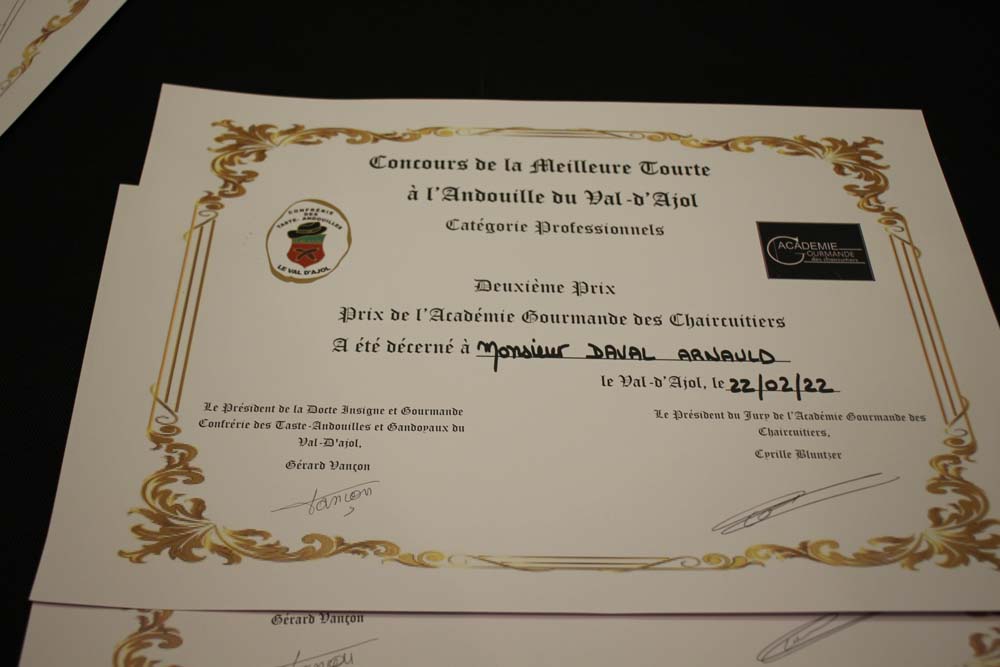 Concours de la Meilleure Tourte
à l'Andouille du Val-d'Ajol
Catégorie Professionnels
CONFRÉRIE
DES
TASTE-ANDOUILLES
LE VAL D'AJOL
ACADÉMIE
GOURMANDE
des chaircuitiers
Deuxième Prix
Prix de l'Académie Gourmande des Chaircuitiers
A été décerné à Monsieur DAVAL ARNAULD
le Val-d'Ajol, le 22/02/22
Le Président de la Docte Insigne et Gourmande
Confrérie des Taste-Andouilles et Gandoyaux du
Val-D'ajol,
Gérard Vançon
Vançon
Le Président du Jury de l'Académie Gourmande des
Chaircuitiers,
Cyrille Bluntzer
Gérard Vançon